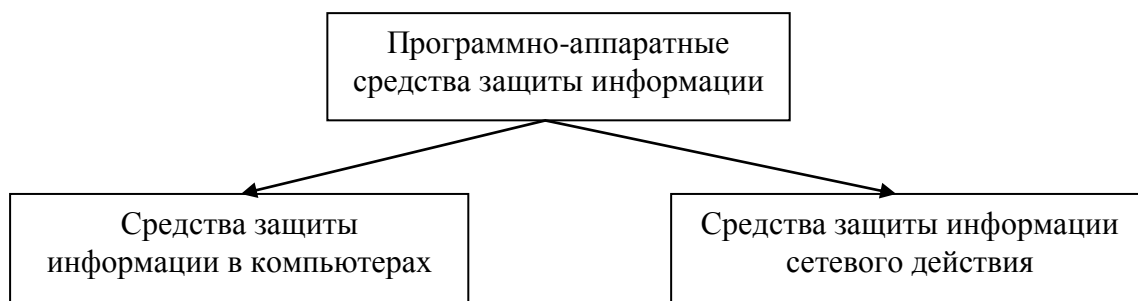 Программно-аппаратные
средства защиты информации
Средства защиты
информации в компьютерах
Средства защиты информации
сетевого действия